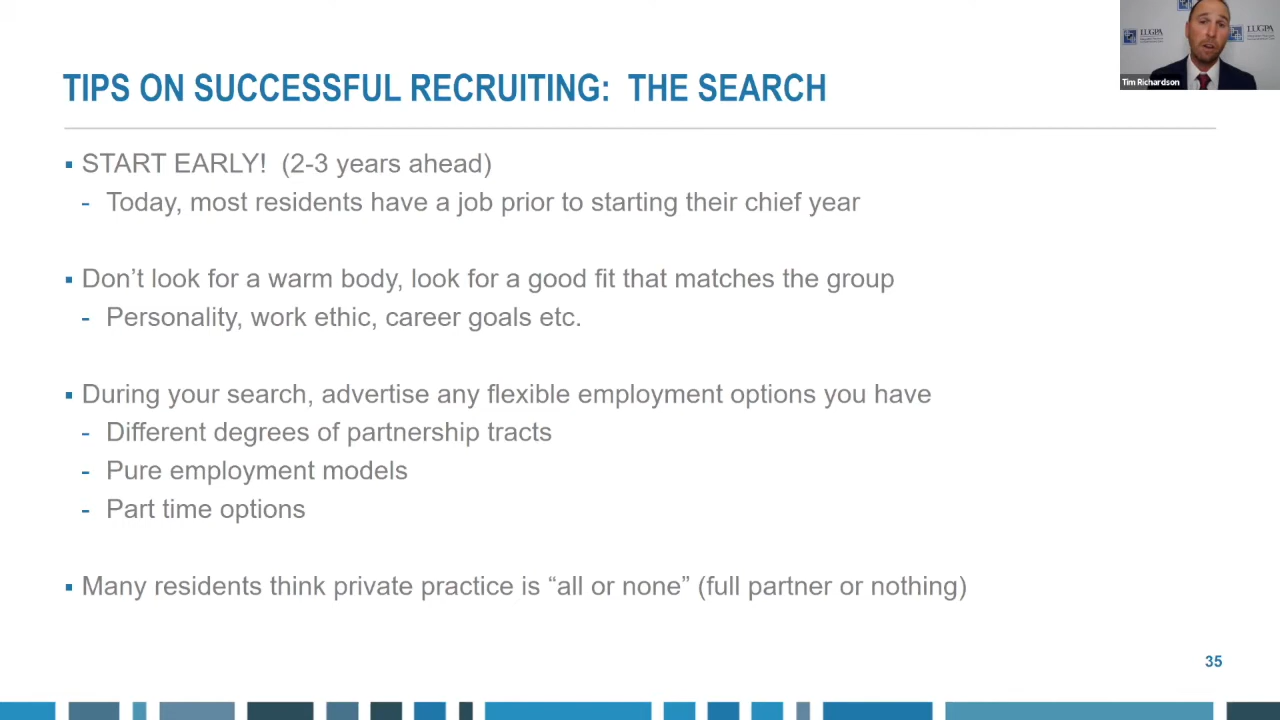 TIPS ON SUCCESSFUL RECRUITING: THE SEARCH
LUGPA
LUGPA
Tim Richardson
▪ START EARLY! (2-3 years ahead)
- Today, most residents have a job prior to starting their chief year
▪ Don’t look for a warm body, look for a good fit that matches the group
- Personality, work ethic, career goals etc.
▪ During your search, advertise any flexible employment options you have
- Different degrees of partnership tracts
- Pure employment models
- Part time options
▪ Many residents think private practice is “all or none” (full partner or nothing)
35